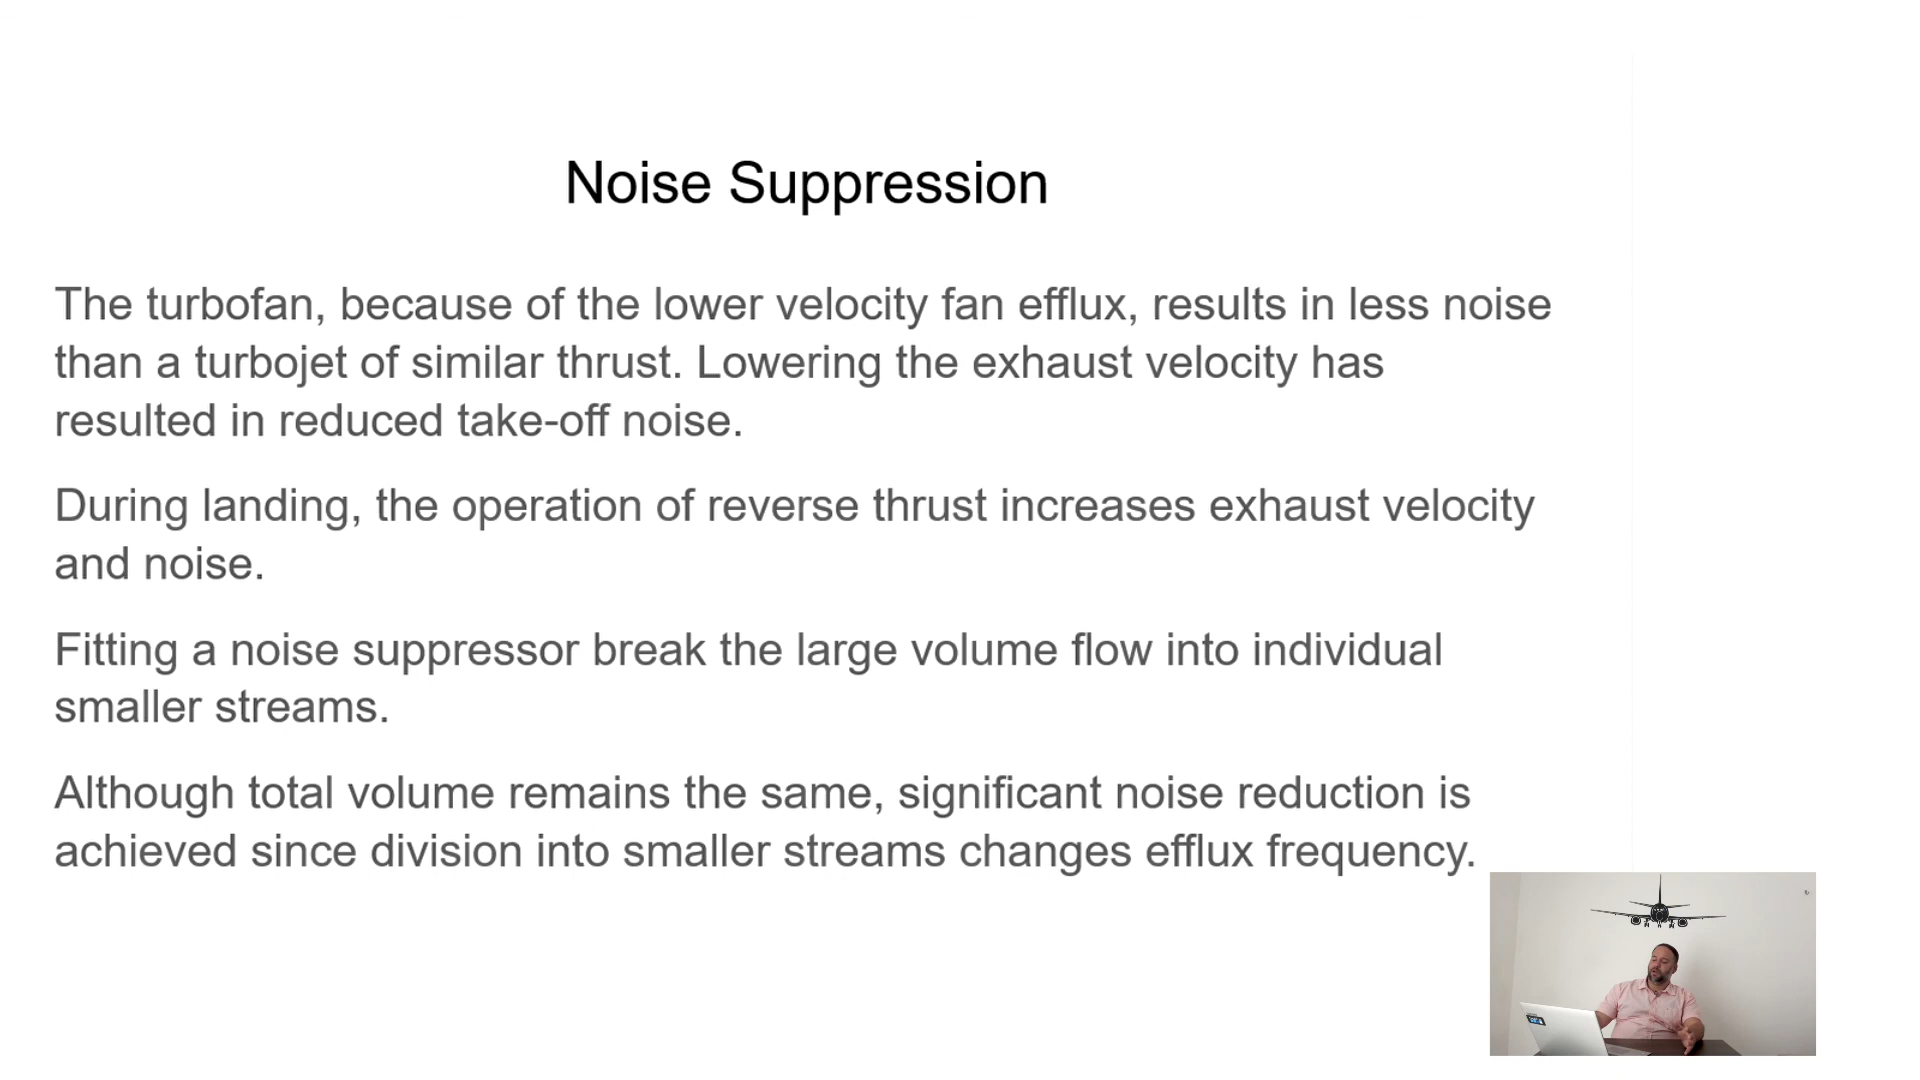 Noise Suppression
The turbofan, because of the lower velocity fan efflux, results in less noise
than a turbojet of similar thrust. Lowering the exhaust velocity has
resulted in reduced take-off noise.
During landing, the operation of reverse thrust increases exhaust velocity
and noise.
Fitting a noise suppressor break the large volume flow into individual
smaller streams.
Although total volume remains the same, significant noise reduction is
achieved since division into smaller streams changes efflux frequency.